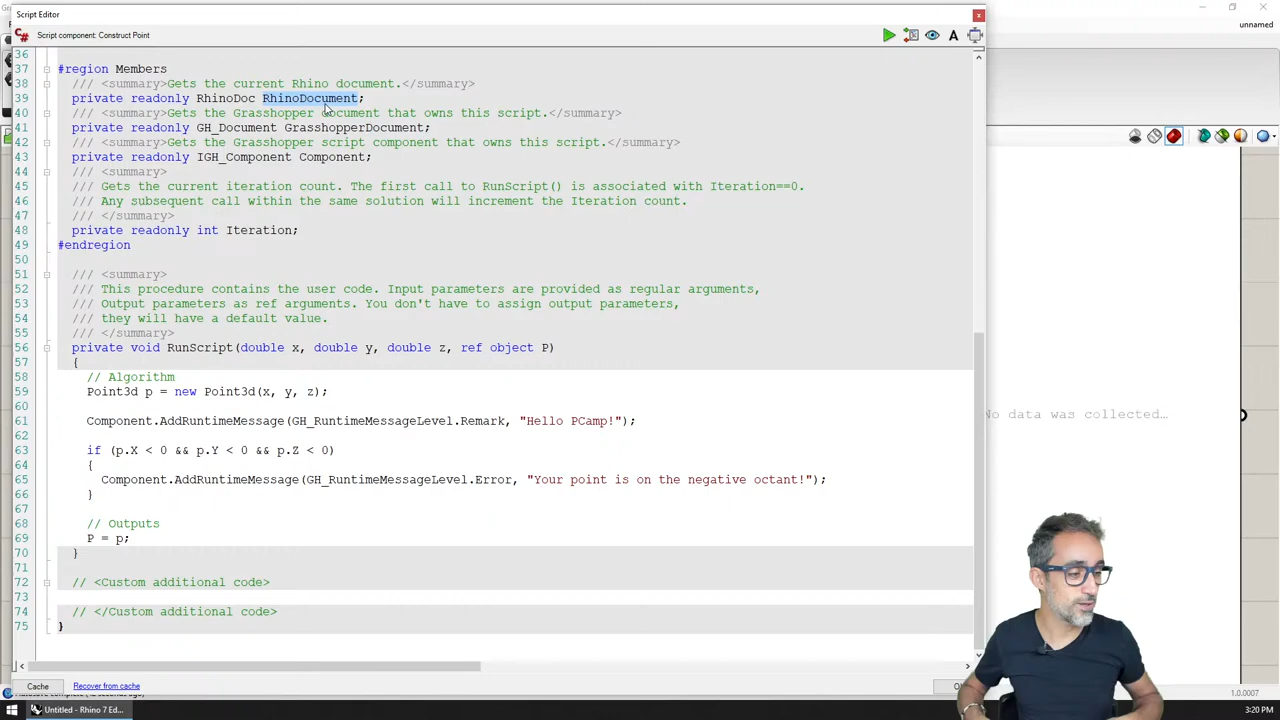 Script Editor
unnamed
Script component: Construct Point
36
37 #region Members
38 /// <summary>Gets the current Rhino document.</summary>
39 private readonly RhinoDoc RhinoDocument;
40 /// <summary>Gets the Grasshopper document that owns this script.</summary>
41 private readonly GH_Document GrasshopperDocument;
42 /// <summary>Gets the Grasshopper script component that owns this script.</summary>
43 private readonly IGH_Component Component;
44 /// <summary>
45 /// Gets the current iteration count. The first call to RunScript() is associated with Iteration==0.
46 /// Any subsequent call within the same solution will increment the Iteration count.
47 /// </summary>
48 private readonly int Iteration;
49 #endregion
50
51 /// <summary>
52 /// This procedure contains the user code. Input parameters are provided as regular arguments,
53 /// Output parameters as ref arguments. You don't have to assign output parameters,
54 /// they will have a default value.
55 /// </summary>
56 private void RunScript(double x, double y, double z, ref object P)
57 {
58 // Algorithm
59 Point3d p = new Point3d(x, y, z);
60
61 Component.AddRuntimeMessage(GH_RuntimeMessageLevel.Remark, "Hello PCamp!");
62
63 if (p.X < 0 && p.Y < 0 && p.Z < 0)
64 {
65 Component.AddRuntimeMessage(GH_RuntimeMessageLevel.Error, "Your point is on the negative octant!");
66 }
67
68 // Outputs
69 P = p;
70 }
71
72 // <Custom additional code>
73
74 // </Custom additional code>
75 }
No data was collected...
Cache
Recover from cache
1.0.0007
Untitled - Rhino 7 Ed...
3:20 PM